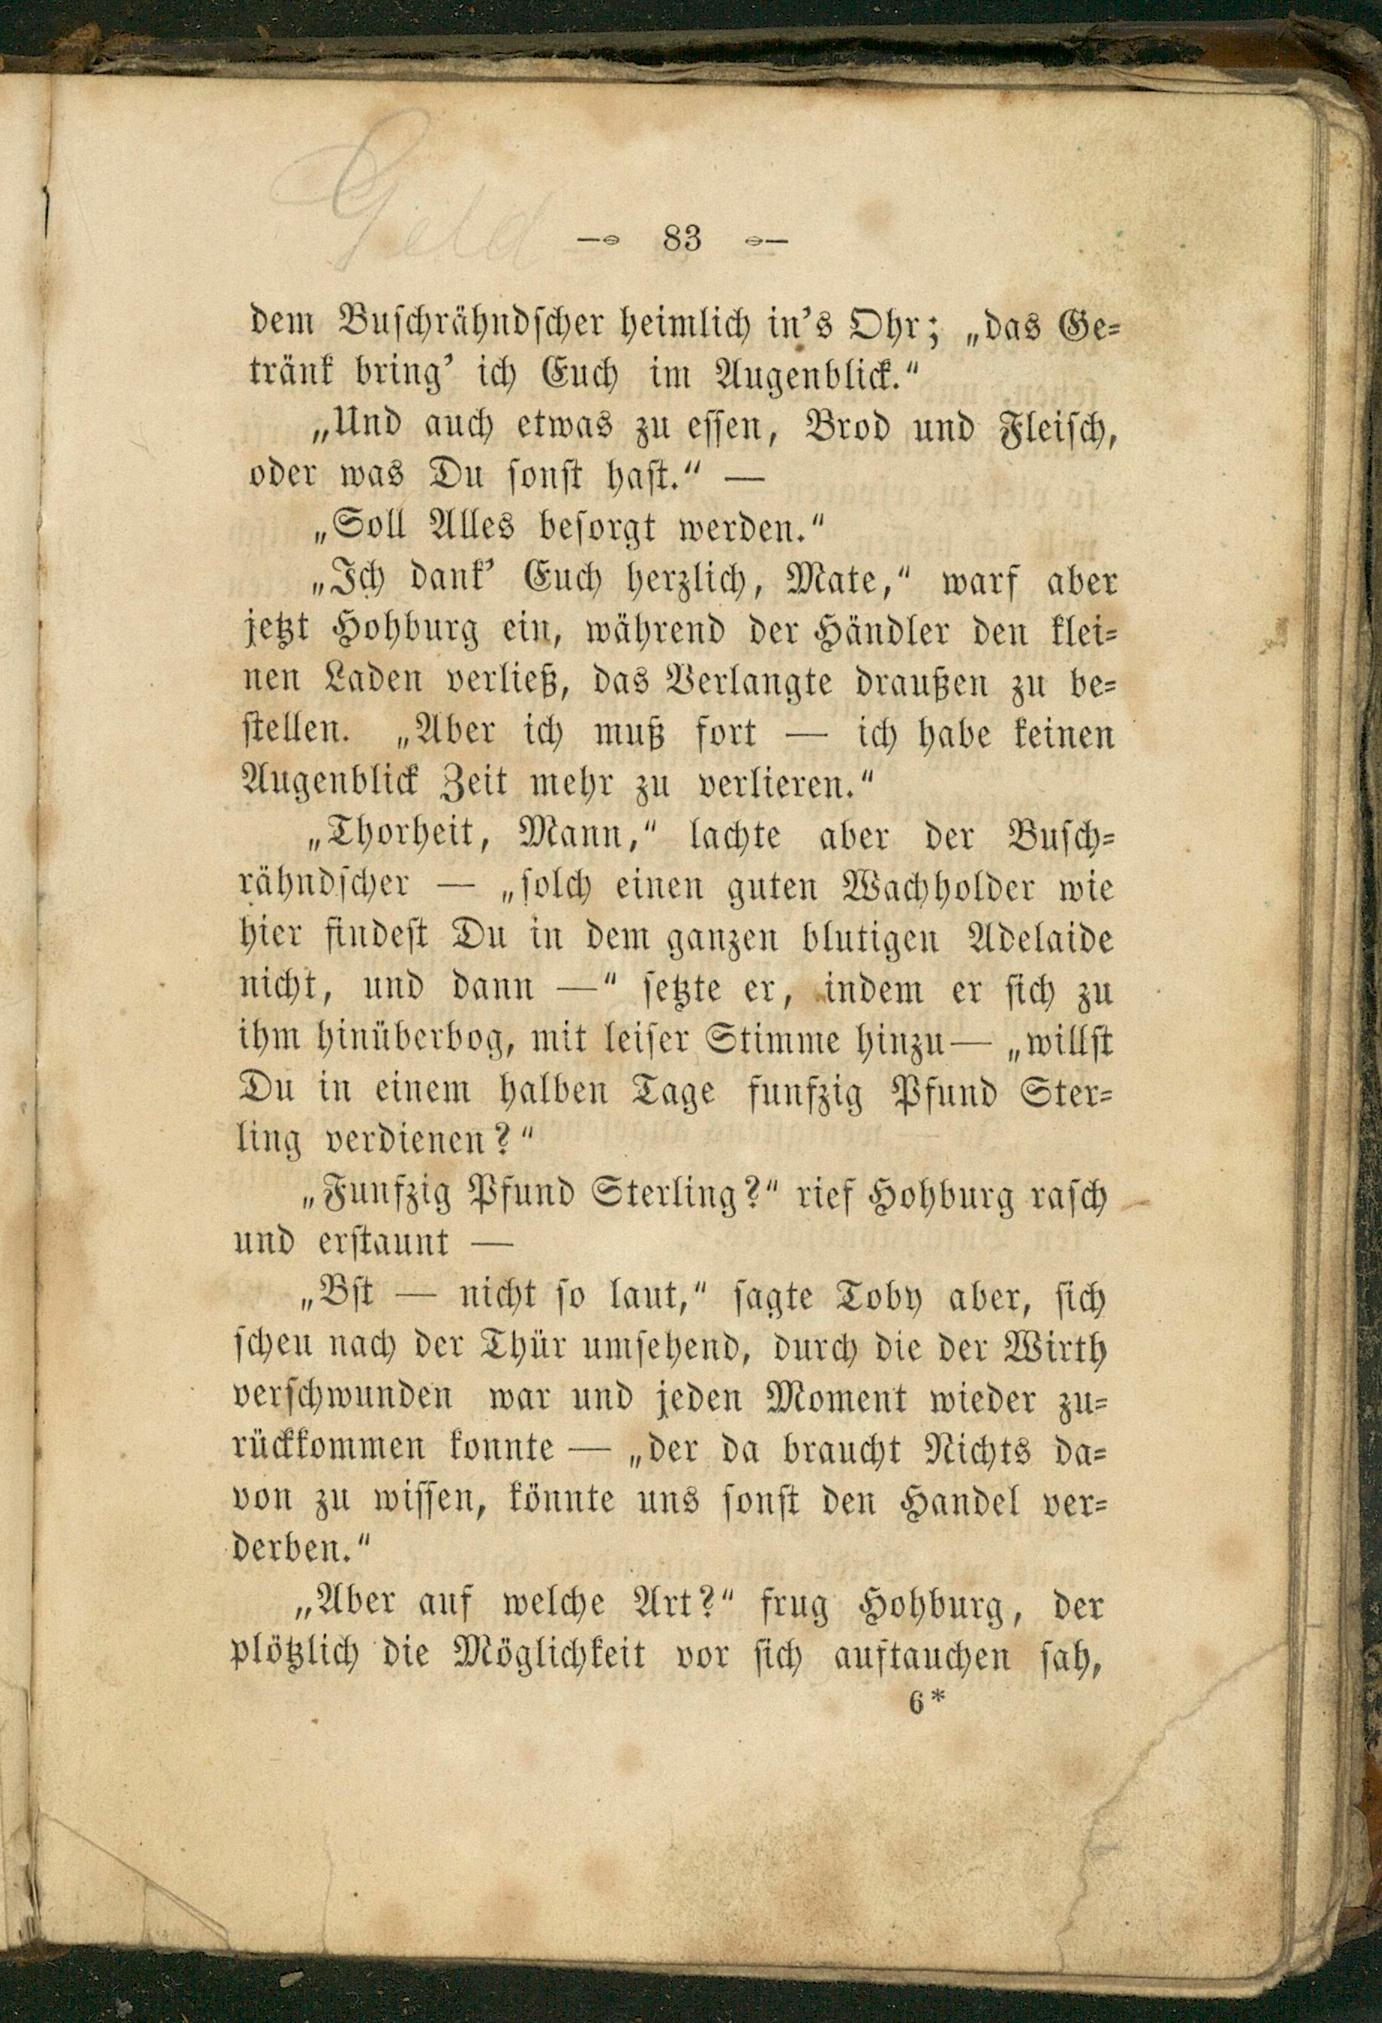 Geld
83
dem Buschrähndscher heimlich in's Ohr; „das Ge-
tränk bring' ich Euch im Augenblick.“
„Und auch etwas zu essen, Brod und Fleisch,
oder was Du sonst hast.“ —
„Soll Alles besorgt werden.“
„Ich dank' Euch herzlich, Mate,“ warf aber
jetzt Hohburg ein, während der Händler den klei-
nen Laden verließ, das Verlangte draußen zu be-
stellen. „Aber ich muß fort — ich habe keinen
Augenblick Zeit mehr zu verlieren.“
„Thorheit, Mann,“ lachte aber der Busch-
rähndscher — „solch einen guten Wachholder wie
hier findest Du in dem ganzen blutigen Adelaide
nicht, und dann —“ setzte er, indem er sich zu
ihm hinüberbog, mit leiser Stimme hinzu — „willst
Du in einem halben Tage funfzig Pfund Ster-
ling verdienen?“
„Funfzig Pfund Sterling?“ rief Hohburg rasch
und erstaunt —
„Bst — nicht so laut,“ sagte Toby aber, sich
scheu nach der Thür umsehend, durch die der Wirth
verschwunden war und jeden Moment wieder zu-
rückkommen konnte — „der da braucht Nichts da-
von zu wissen, könnte uns sonst den Handel ver-
derben.“
„Aber auf welche Art?“ frug Hohburg, der
plötzlich die Möglichkeit vor sich auftauchen sah,
6*